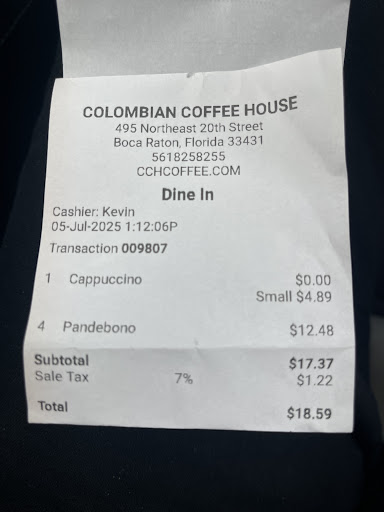 COLOMBIAN COFFEE HOUSE
495 Northeast 20th Street
Boca Raton, Florida 33431
5618258255
CCHCOFFEE.COM
Dine In
Cashier: Kevin
05-Jul-2025 1:12:06P
Transaction 009807
1 Cappuccino $0.00
Small $4.89
4 Pandebono $12.48
Subtotal $17.37
Sale Tax 7% $1.22
Total $18.59